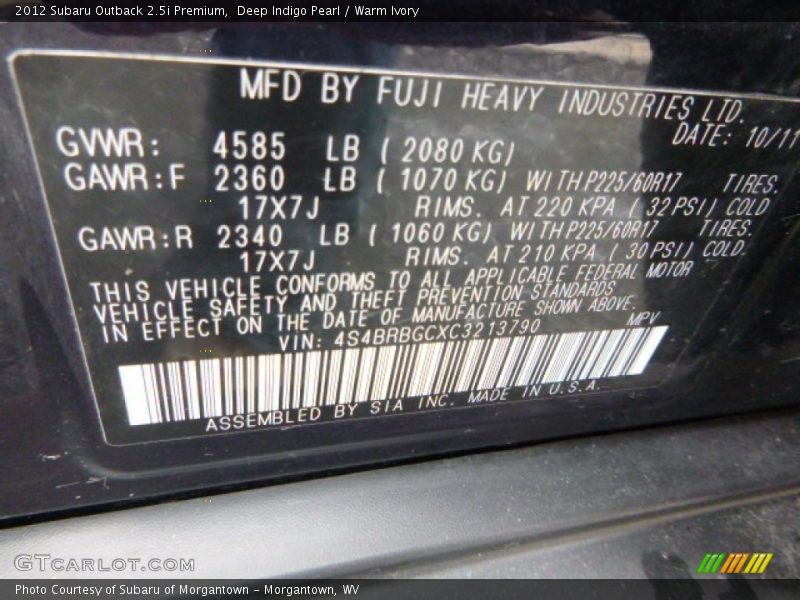 2012 Subaru Outback 2.5i Premium,  Deep Indigo Pearl / Warm Ivory
MFD BY FUJI HEAVY INDUSTRIES LTD.
DATE: 10/11
GVWR: 4585 LB ( 2080 KG)
GAWR:F 2360 LB ( 1070 KG) WITH P225/60R17 TIRES.
17X7J RIMS. AT 220 KPA ( 32 PSI) COLD
GAWR:R 2340 LB ( 1060 KG) WITH P225/60R17 TIRES.
17X7J RIMS. AT 210 KPA ( 30 PSI) COLD.
THIS VEHICLE CONFORMS TO ALL APPLICABLE FEDERAL MOTOR
VEHICLE SAFETY AND THEFT PREVENTION STANDARDS
IN EFFECT ON THE DATE OF MANUFACTURE SHOWN ABOVE.
VIN: 4S4BRBGCXC3213790 MPV
ASSEMBLED BY SIA INC. MADE IN U.S.A.
GTCARLOT.COM
Photo Courtesy of Subaru of Morgantown - Morgantown, WV